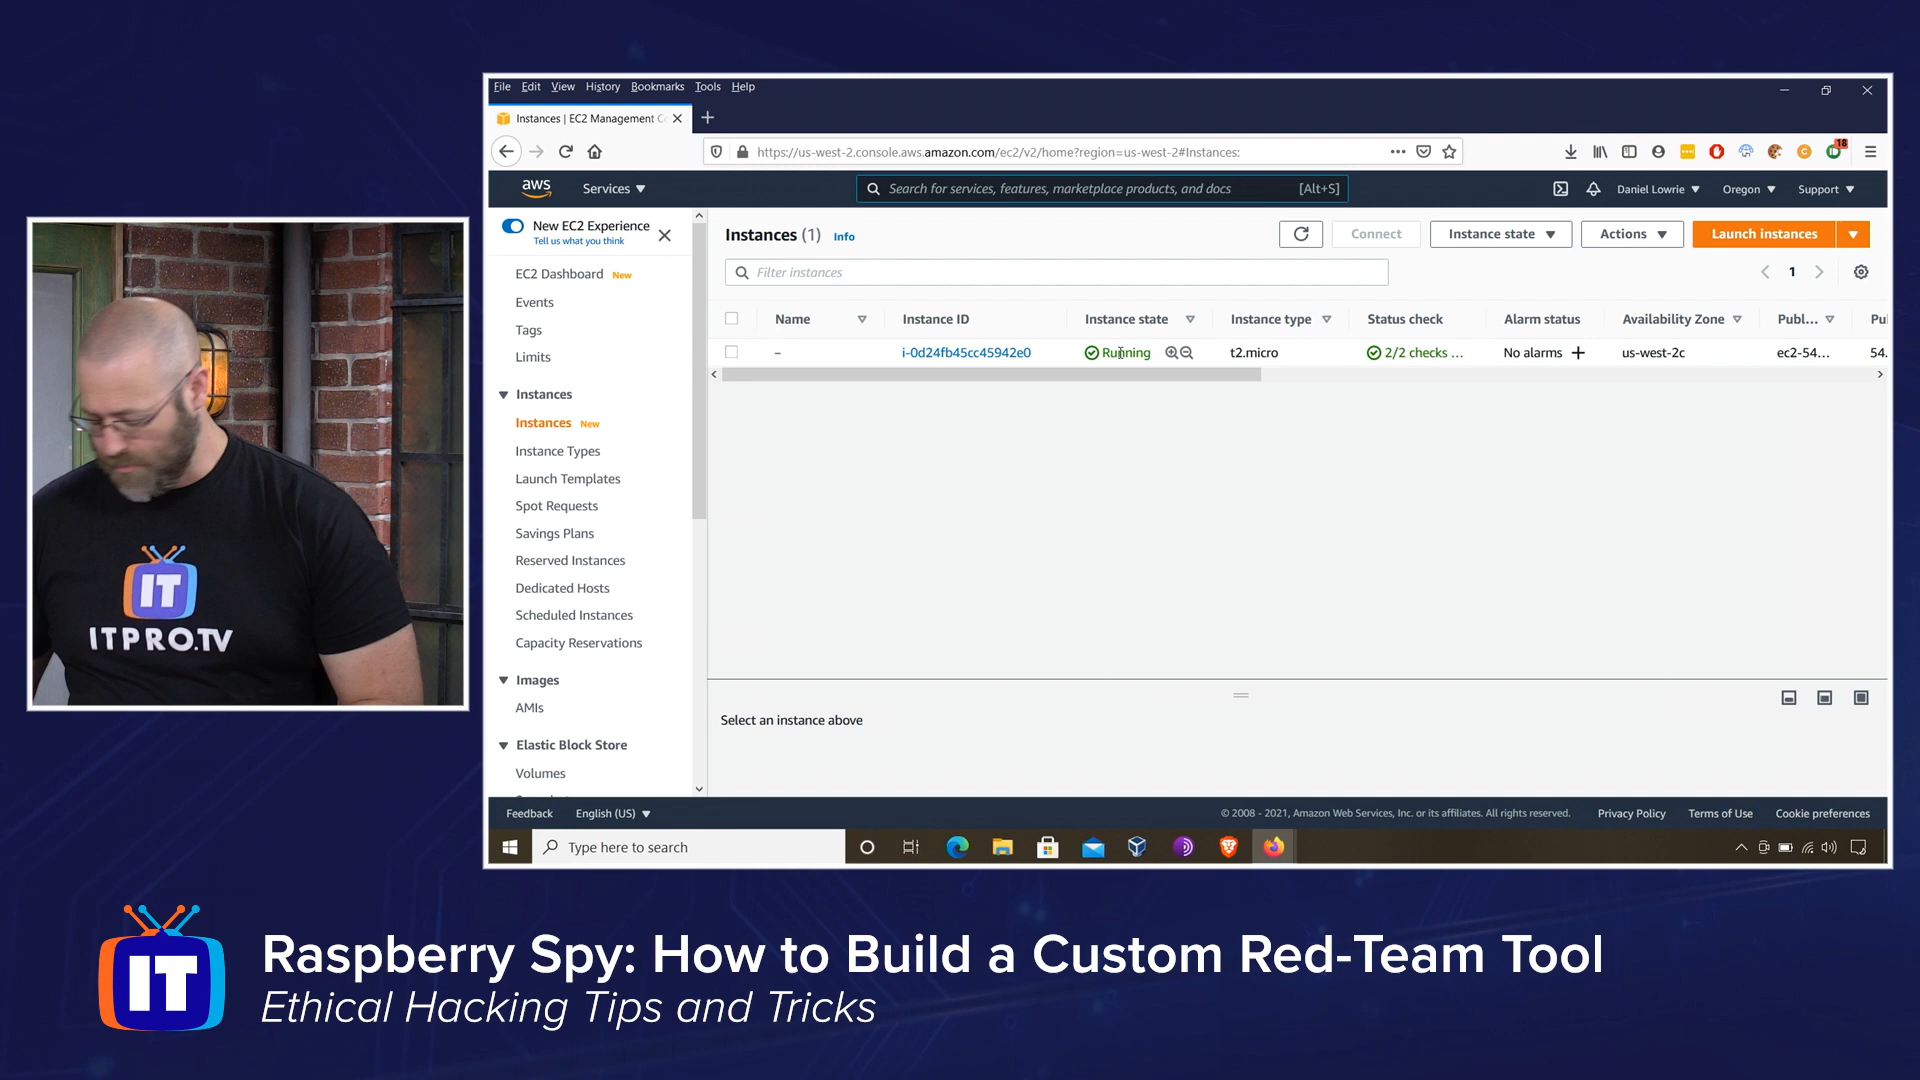 File Edit View History Bookmarks Tools Help
Instances | EC2 Management C
https://us-west-2.console.aws.amazon.com/ec2/v2/home?region=us-west-2#Instances:
18
aws Services Search for services, features, marketplace products, and docs [Alt+S] Daniel Lowrie Oregon Support
New EC2 Experience
Tell us what you think
EC2 Dashboard New
Events
Tags
Limits
Instances
Instances New
Instance Types
Launch Templates
Spot Requests
Savings Plans
Reserved Instances
Dedicated Hosts
Scheduled Instances
Capacity Reservations
Images
AMIs
Elastic Block Store
Volumes
Instances (1) Info Connect Instance state Actions Launch instances
Filter instances 1
Name Instance ID Instance state Instance type Status check Alarm status Availability Zone Publ... Pu
– i-0d24fb45cc45942e0 Running t2.micro 2/2 checks ... No alarms + us-west-2c ec2-54... 54.
Select an instance above
Feedback English (US) © 2008 - 2021, Amazon Web Services, Inc. or its affiliates. All rights reserved. Privacy Policy Terms of Use Cookie preferences
Type here to search
IT
ITPRO.TV
IT
Raspberry Spy: How to Build a Custom Red-Team Tool
Ethical Hacking Tips and Tricks